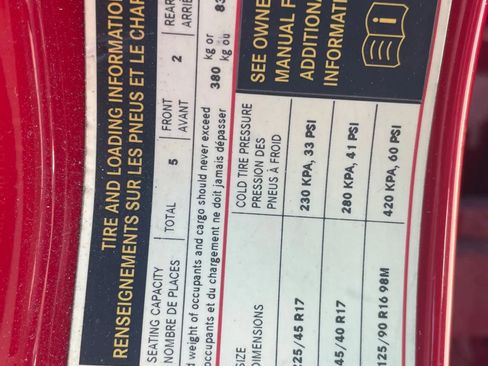 TIRE AND LOADING INFORMATION
RENSEIGNEMENTS SUR LES PNEUS ET LE CHAR
SEATING CAPACITY
NOMBRE DE PLACES
TOTAL 5
FRONT
AVANT
2
REAR
ARRIÈ
d weight of occupants and cargo should never exceed
occupants et du chargement ne doit jamais dépasser
380 kg or
kg ou
83
SIZE
DIMENSIONS
COLD TIRE PRESSURE
PRESSION DES
PNEUS À FROID
SEE OWNE
MANUAL F
ADDITIONA
INFORMATI
225/45 R17 230 KPA, 33 PSI
45/40 R17 280 KPA, 41 PSI
125/90 R16 98M 420 KPA, 60 PSI